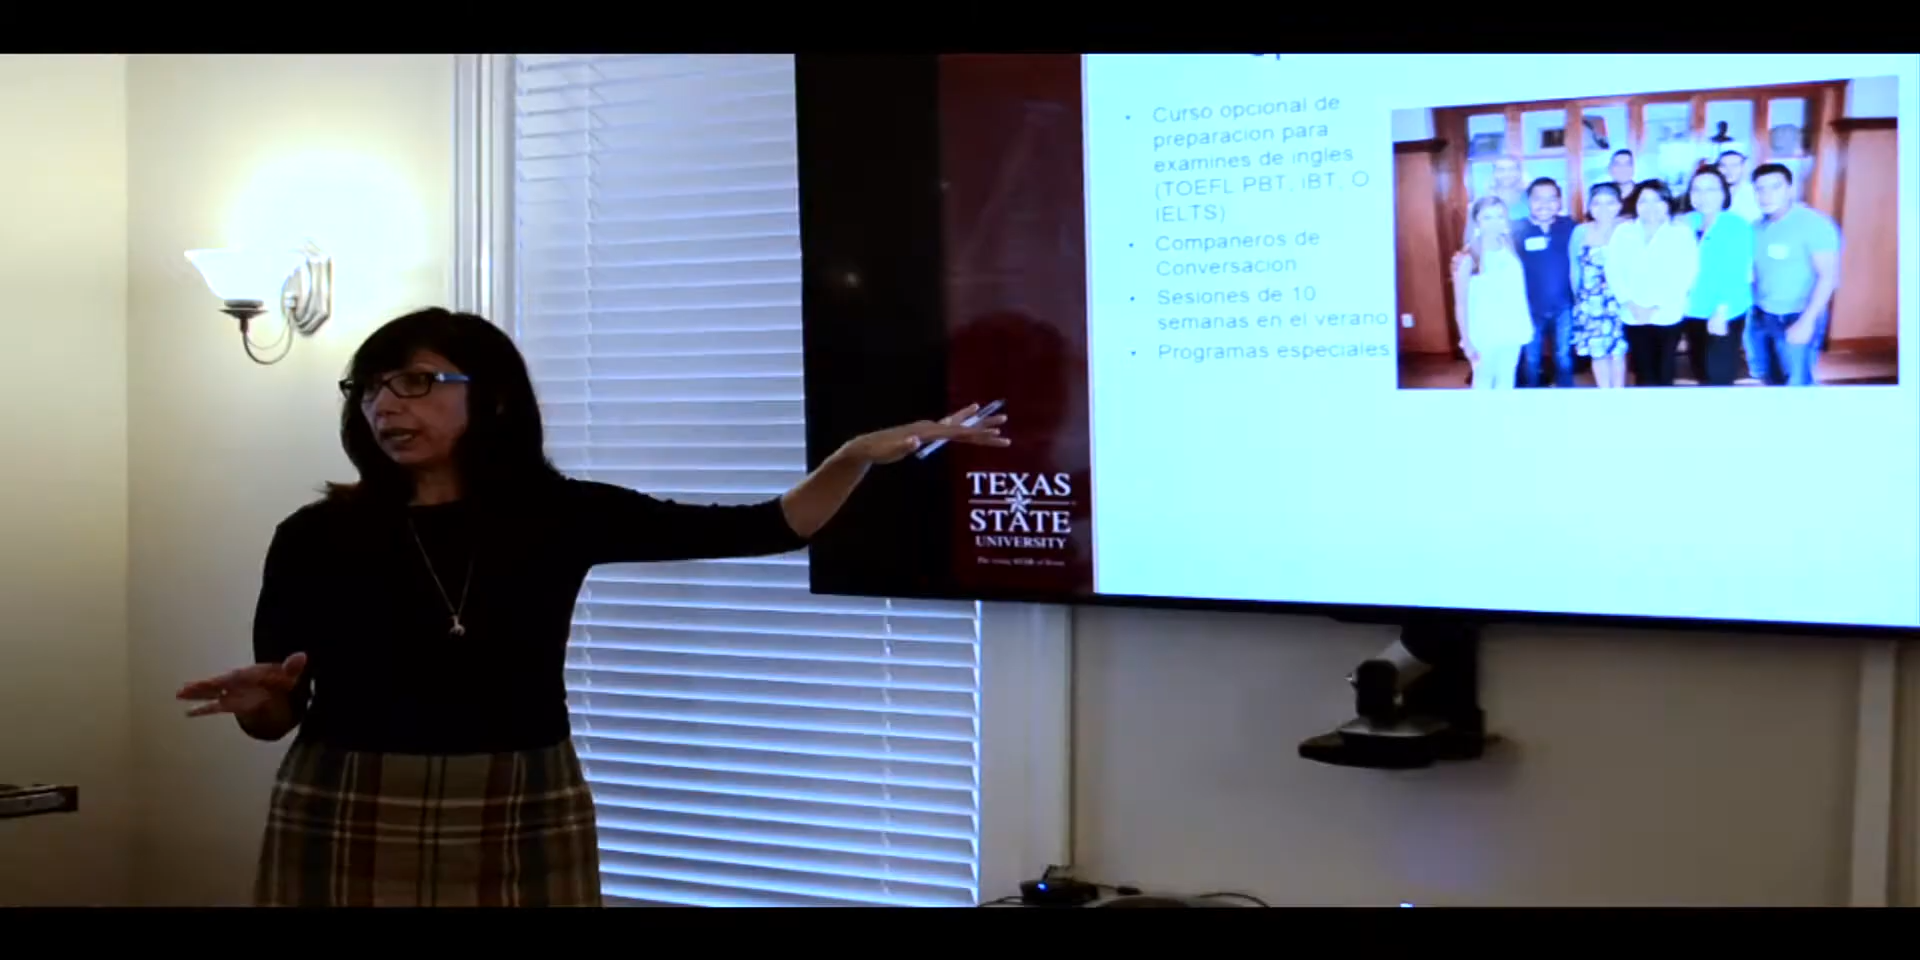 Curso opcional de
preparacion para
examines de ingles
(TOEFL PBT, iBT, O
IELTS)
Companeros de
Conversacion
Sesiones de 10
semanas en el verano
Programas especiales
TEXAS
STATE
UNIVERSITY